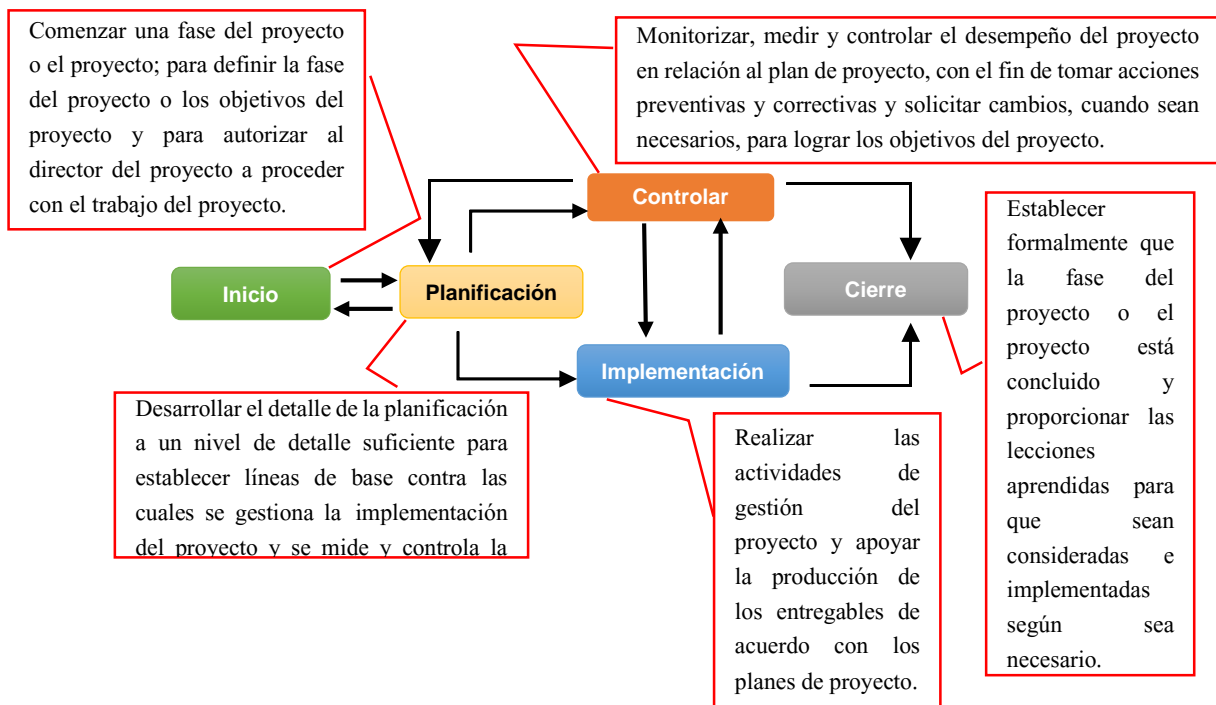 Comenzar una fase del proyecto
o el proyecto; para definir la fase
del proyecto o los objetivos del
proyecto y para autorizar al
director del proyecto a proceder
con el trabajo del proyecto.
Monitorizar, medir y controlar el desempeño del proyecto
en relación al plan de proyecto, con el fin de tomar acciones
preventivas y correctivas y solicitar cambios, cuando sean
necesarios, para lograr los objetivos del proyecto.
Controlar
Inicio
Planificación
Cierre
Implementación
Establecer
formalmente que
la fase del
proyecto o el
proyecto está
concluido y
proporcionar las
lecciones
aprendidas para
que sean
consideradas e
implementadas
según sea
necesario.
Desarrollar el detalle de la planificación
a un nivel de detalle suficiente para
establecer líneas de base contra las
cuales se gestiona la implementación
del proyecto y se mide y controla la
Realizar las
actividades de
gestión del
proyecto y apoyar
la producción de
los entregables de
acuerdo con los
planes de proyecto.